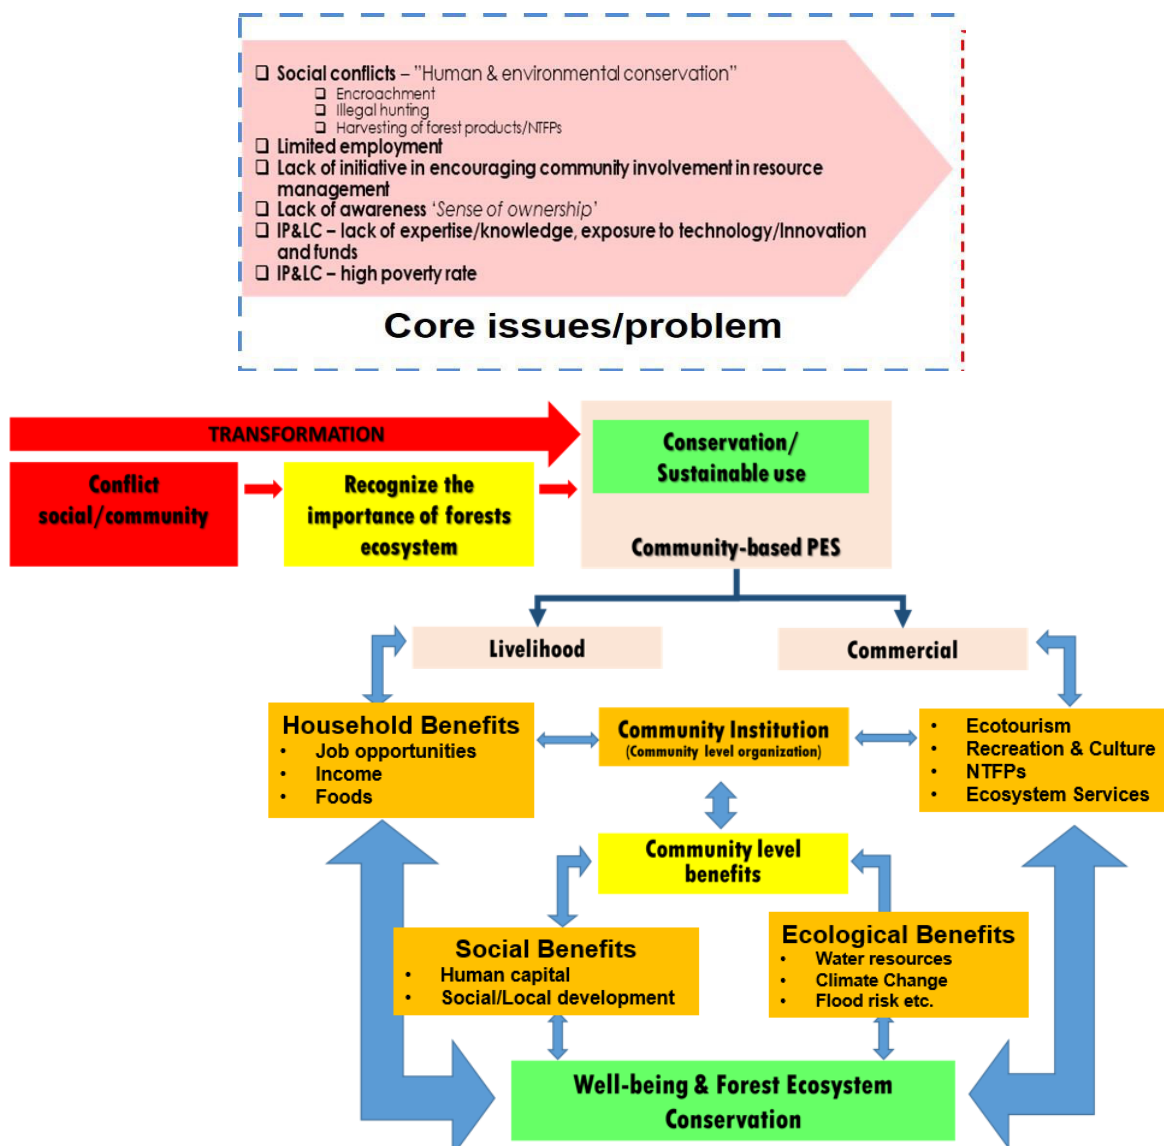 ❑ Social conflicts – "Human & environmental conservation"
❑ Encroachment
❑ Illegal hunting
❑ Harvesting of forest products/NTFPs
❑ Limited employment
❑ Lack of initiative in encouraging community involvement in resource
management
❑ Lack of awareness 'Sense of ownership'
❑ IP&LC – lack of expertise/knowledge, exposure to technology/Innovation
and funds
❑ IP&LC – high poverty rate
Core issues/problem
TRANSFORMATION
Conflict
social/community
Recognize the
importance of forests
ecosystem
Conservation/
Sustainable use
Community-based PES
Livelihood
Commercial
Household Benefits
• Job opportunities
• Income
• Foods
Community Institution
(Community level organization)
• Ecotourism
• Recreation & Culture
• NTFPs
• Ecosystem Services
Community level
benefits
Social Benefits
• Human capital
• Social/Local development
Ecological Benefits
• Water resources
• Climate Change
• Flood risk etc.
Well-being & Forest Ecosystem
Conservation